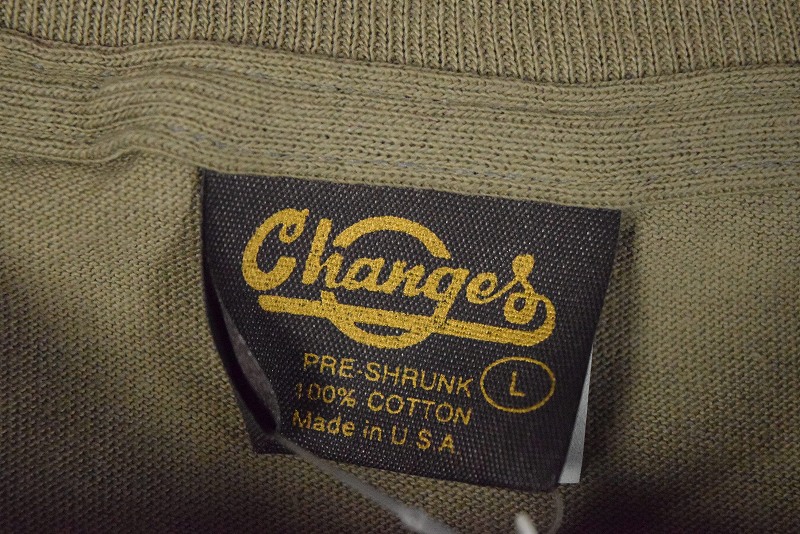 Changes
PRE-SHRUNK
100% COTTON
Made in U.S.A
L